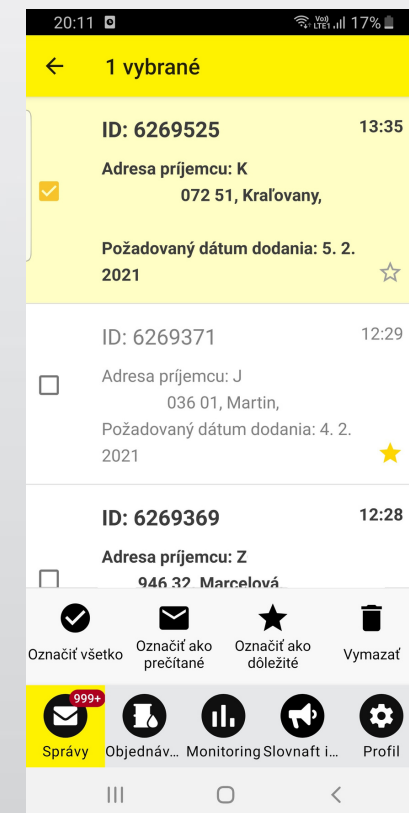 20:11 Vo)) LTE1 17%
1 vybrané
ID: 6269525 13:35
Adresa príjemcu: K
072 51, Kraľovany,
Požadovaný dátum dodania: 5. 2.
2021
ID: 6269371 12:29
Adresa príjemcu: J
036 01, Martin,
Požadovaný dátum dodania: 4. 2.
2021
ID: 6269369 12:28
Adresa príjemcu: Z
946 32, Marcelová,
Označiť všetko
Označiť ako
prečítané
Označiť ako
dôležité
Vymazať
999+
Správy Objednáv... Monitoring Slovnaft i... Profil